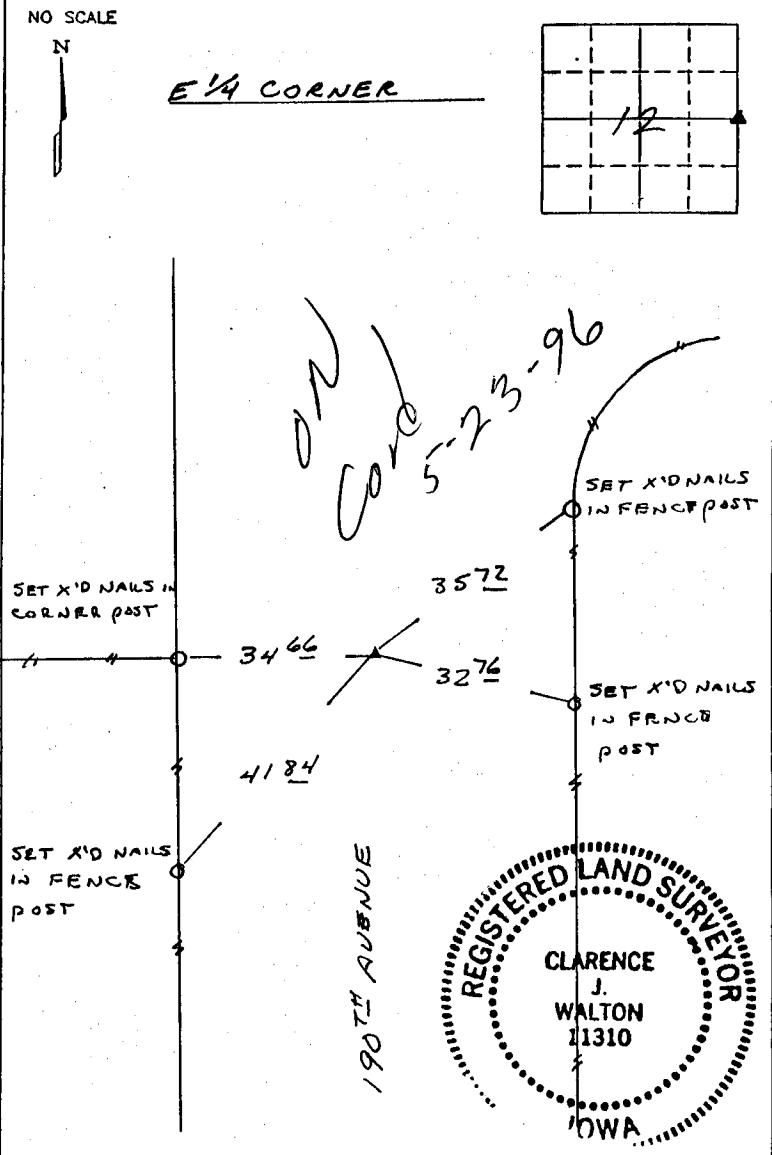 NO SCALE
N
E 1/4 CORNER
12
ON
Card
5-23-96
SET X'D NAILS
IN FENCE POST
SET X'D NAILS IN
CORNER POST
35 72
34 66
32 76
SET X'D NAILS
IN FENCE
POST
41 84
SET X'D NAILS
IN FENCE
POST
190TH AVENUE
REGISTERED LAND SURVEYOR
CLARENCE
J.
WALTON
11310
IOWA